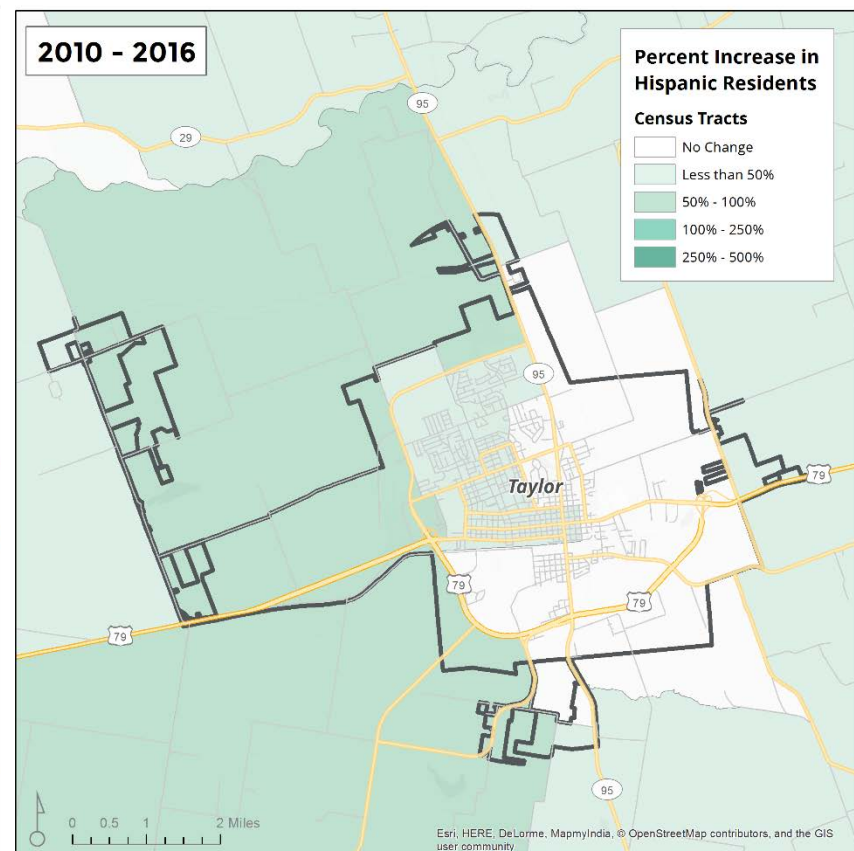 2010 - 2016
Percent Increase in
Hispanic Residents
Census Tracts
No Change
Less than 50%
50% - 100%
100% - 250%
250% - 500%
95
29
95
Taylor
79
79
79
79
95
0 0.5 1 2 Miles
Esri, HERE, DeLorme, MapmyIndia, © OpenStreetMap contributors, and the GIS
user community